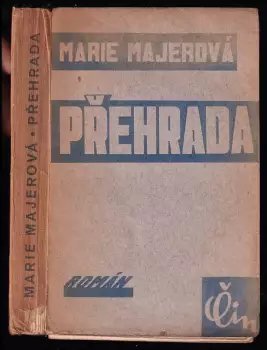 MARIE MAJEROVÁ • PŘEHRADA
MARIE MAJEROVÁ
PŘEHRADA
ROMÁN
Čin